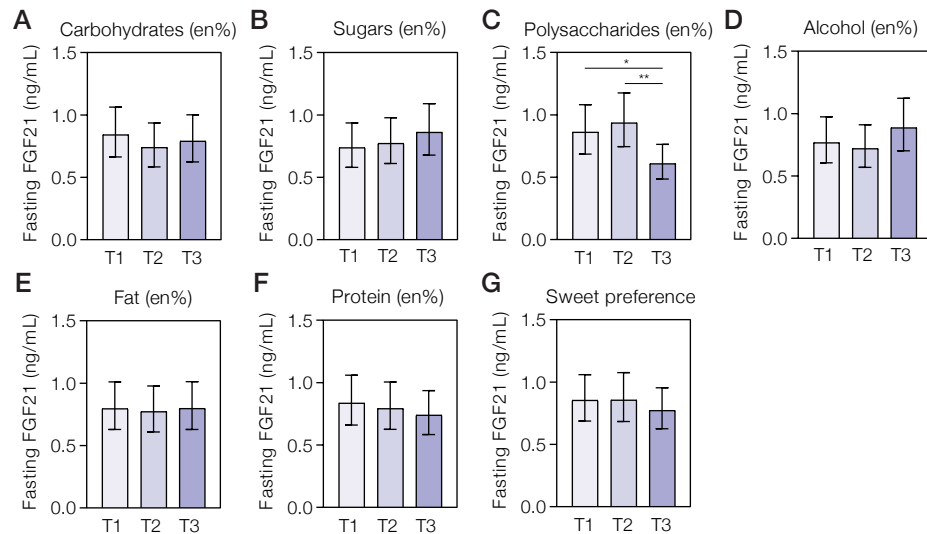 A Carbohydrates (en%)
Fasting FGF21 (ng/mL)
1.5
1.0
0.5
0.0
T1 T2 T3
B Sugars (en%)
Fasting FGF21 (ng/mL)
1.5
1.0
0.5
0.0
T1 T2 T3
C Polysaccharides (en%)
Fasting FGF21 (ng/mL)
1.5
1.0
0.5
0.0
*
**
T1 T2 T3
D Alcohol (en%)
Fasting FGF21 (ng/mL)
1.5
1.0
0.5
0.0
T1 T2 T3
E Fat (en%)
Fasting FGF21 (ng/mL)
1.5
1.0
0.5
0.0
T1 T2 T3
F Protein (en%)
Fasting FGF21 (ng/mL)
1.5
1.0
0.5
0.0
T1 T2 T3
G Sweet preference
Fasting FGF21 (ng/mL)
1.5
1.0
0.5
0.0
T1 T2 T3